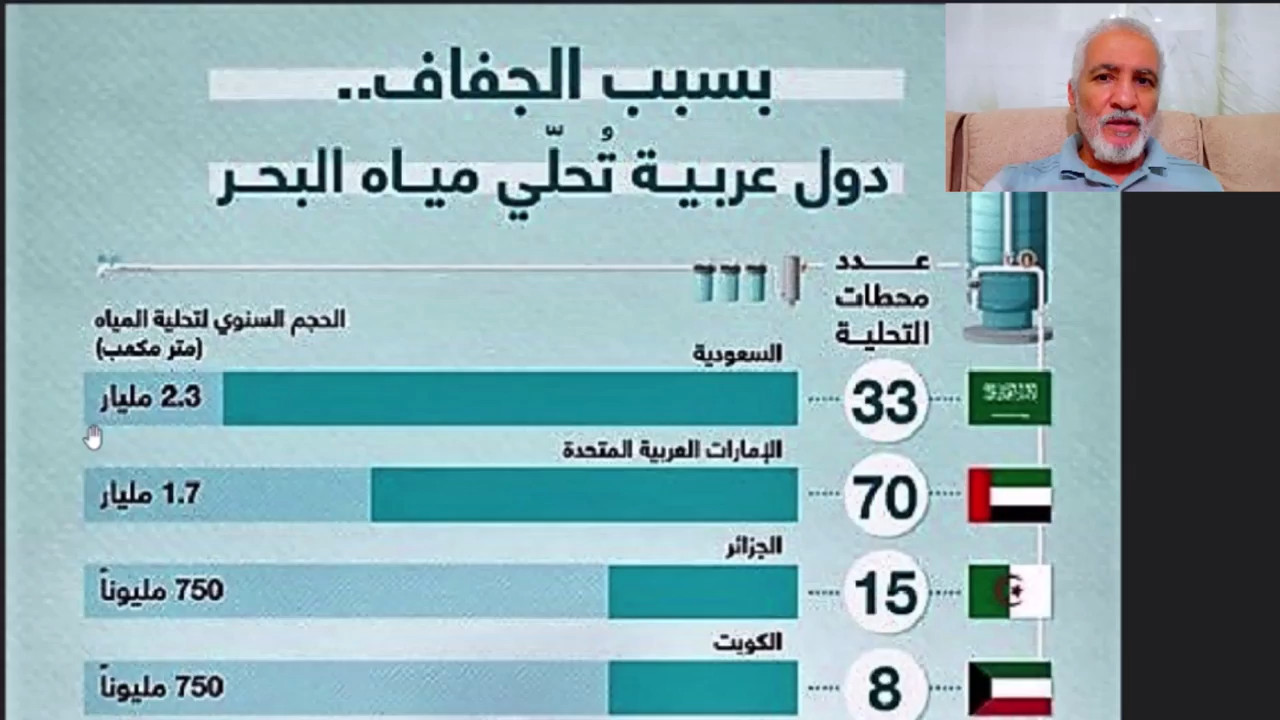 بسبب الجفاف..
دول عربية تُحلّي مياه البحر
عدد
محطات
التحلية
الحجم السنوي لتحلية المياه
(متر مكعب)
السعودية
33
2.3 مليار
الإمارات العربية المتحدة
70
1.7 مليار
الجزائر
15
750 مليوناً
الكويت
8
750 مليوناً